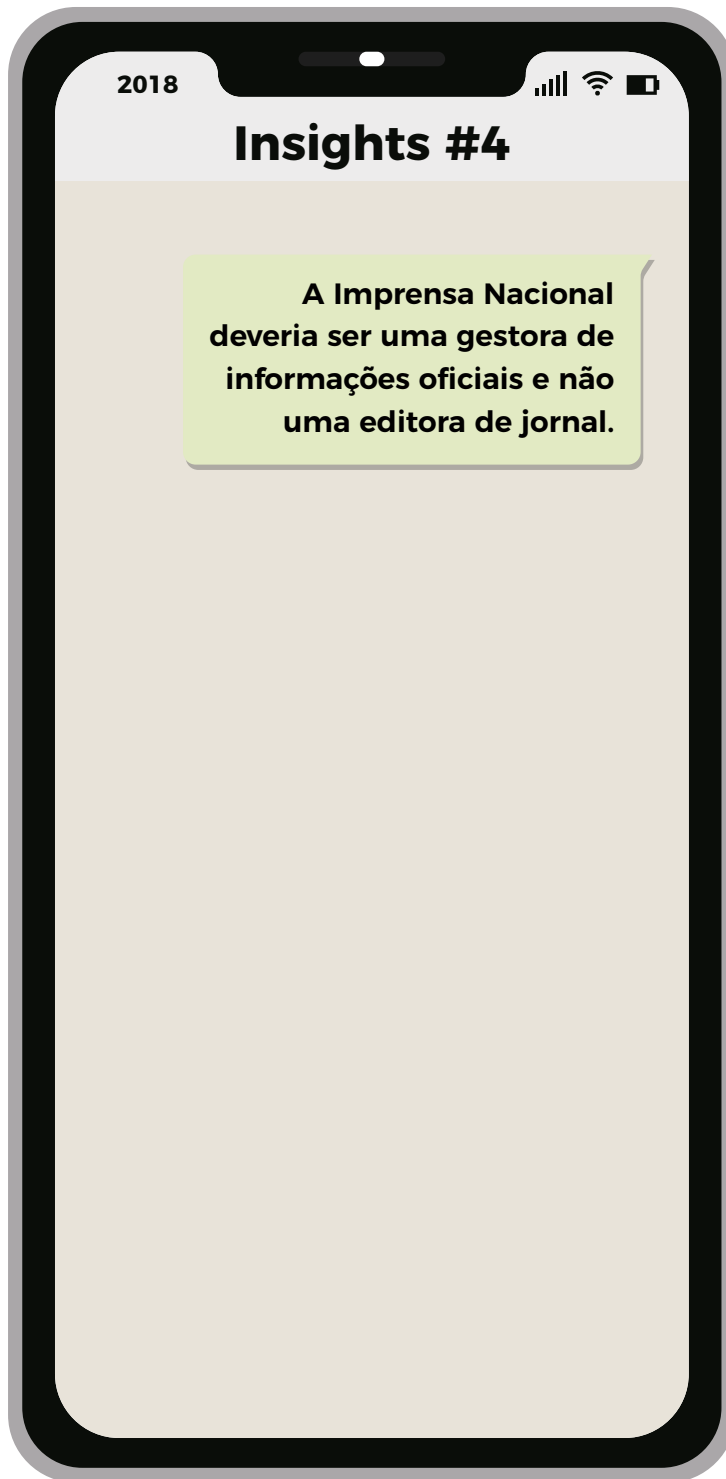 2018
Insights #4
A Imprensa Nacional
deveria ser uma gestora de
informações oficiais e não
uma editora de jornal.